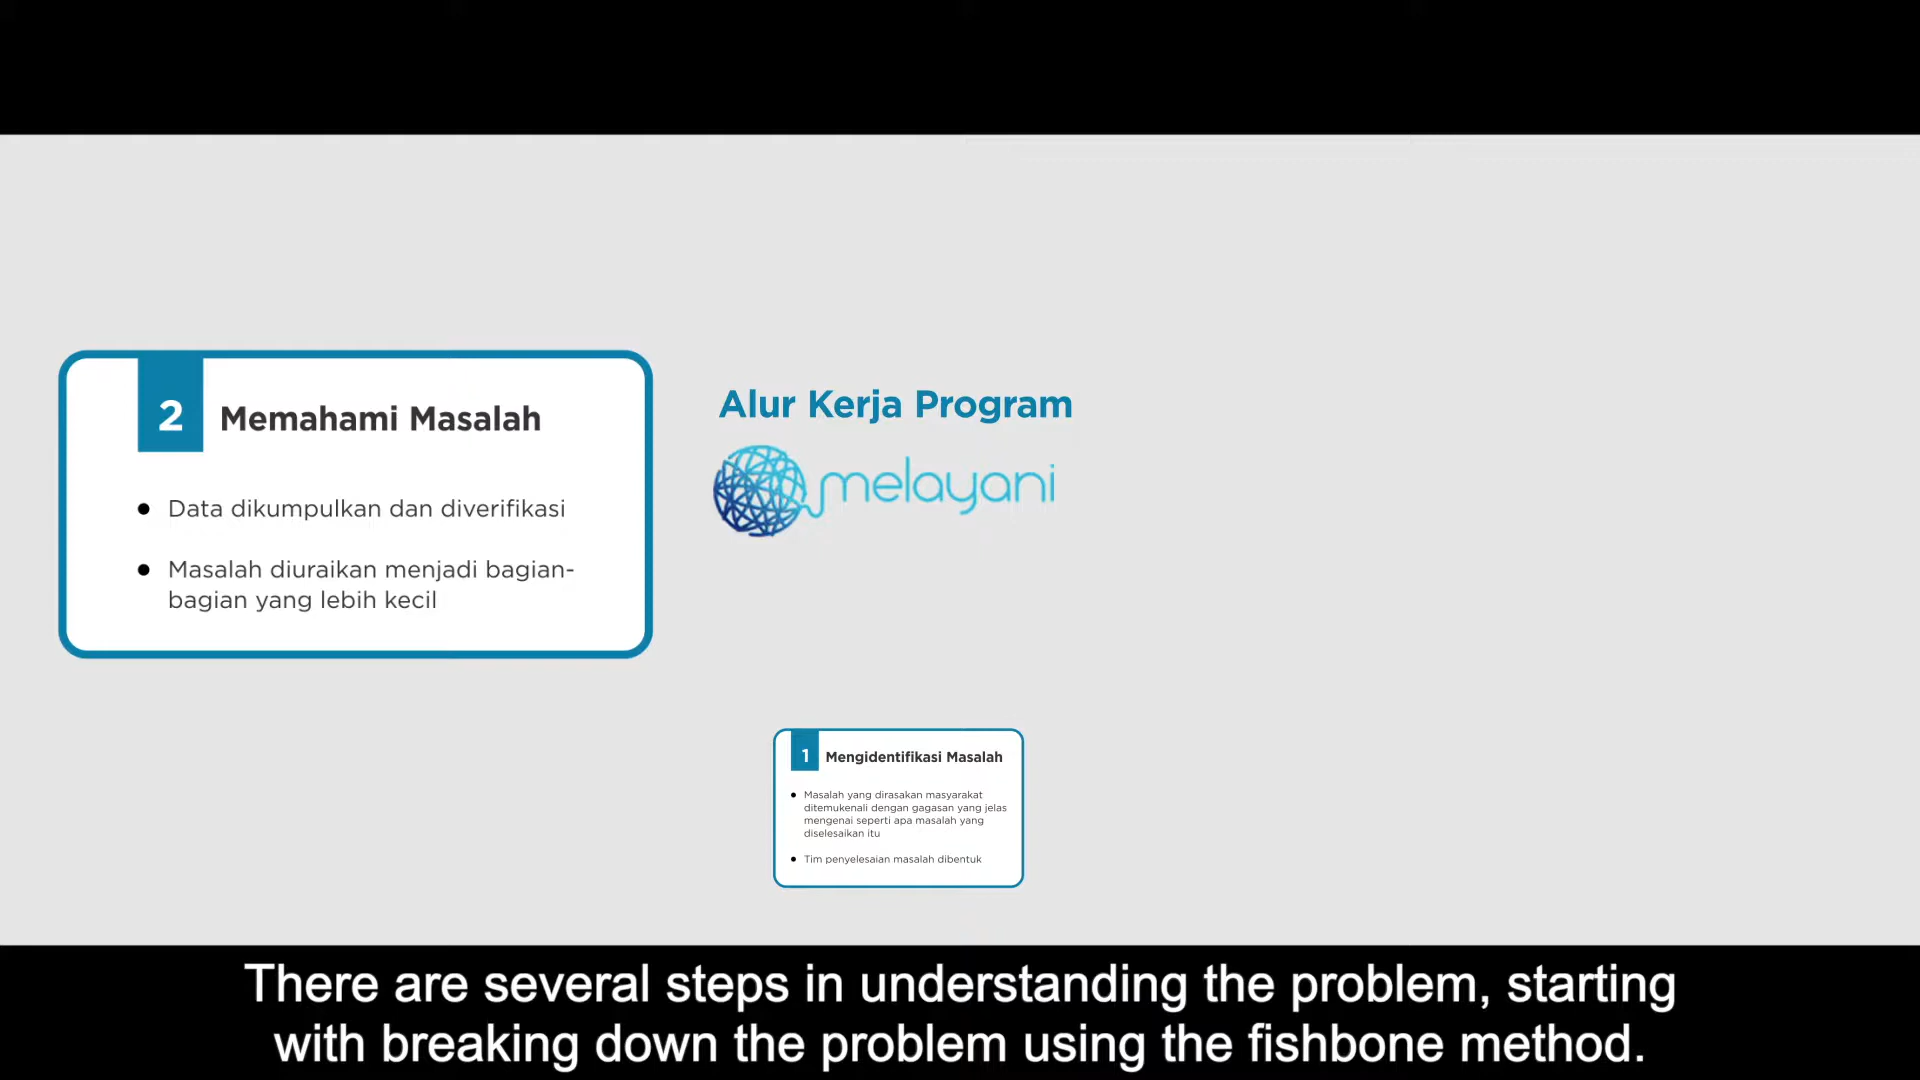 2 Memahami Masalah
● Data dikumpulkan dan diverifikasi
● Masalah diuraikan menjadi bagian-
bagian yang lebih kecil
Alur Kerja Program
melayani
1 Mengidentifikasi Masalah
● Masalah yang dirasakan masyarakat
ditemukenali dengan gagasan yang jelas
mengenai seperti apa masalah yang
diselesaikan itu
● Tim penyelesaian masalah dibentuk
There are several steps in understanding the problem, starting
with breaking down the problem using the fishbone method.